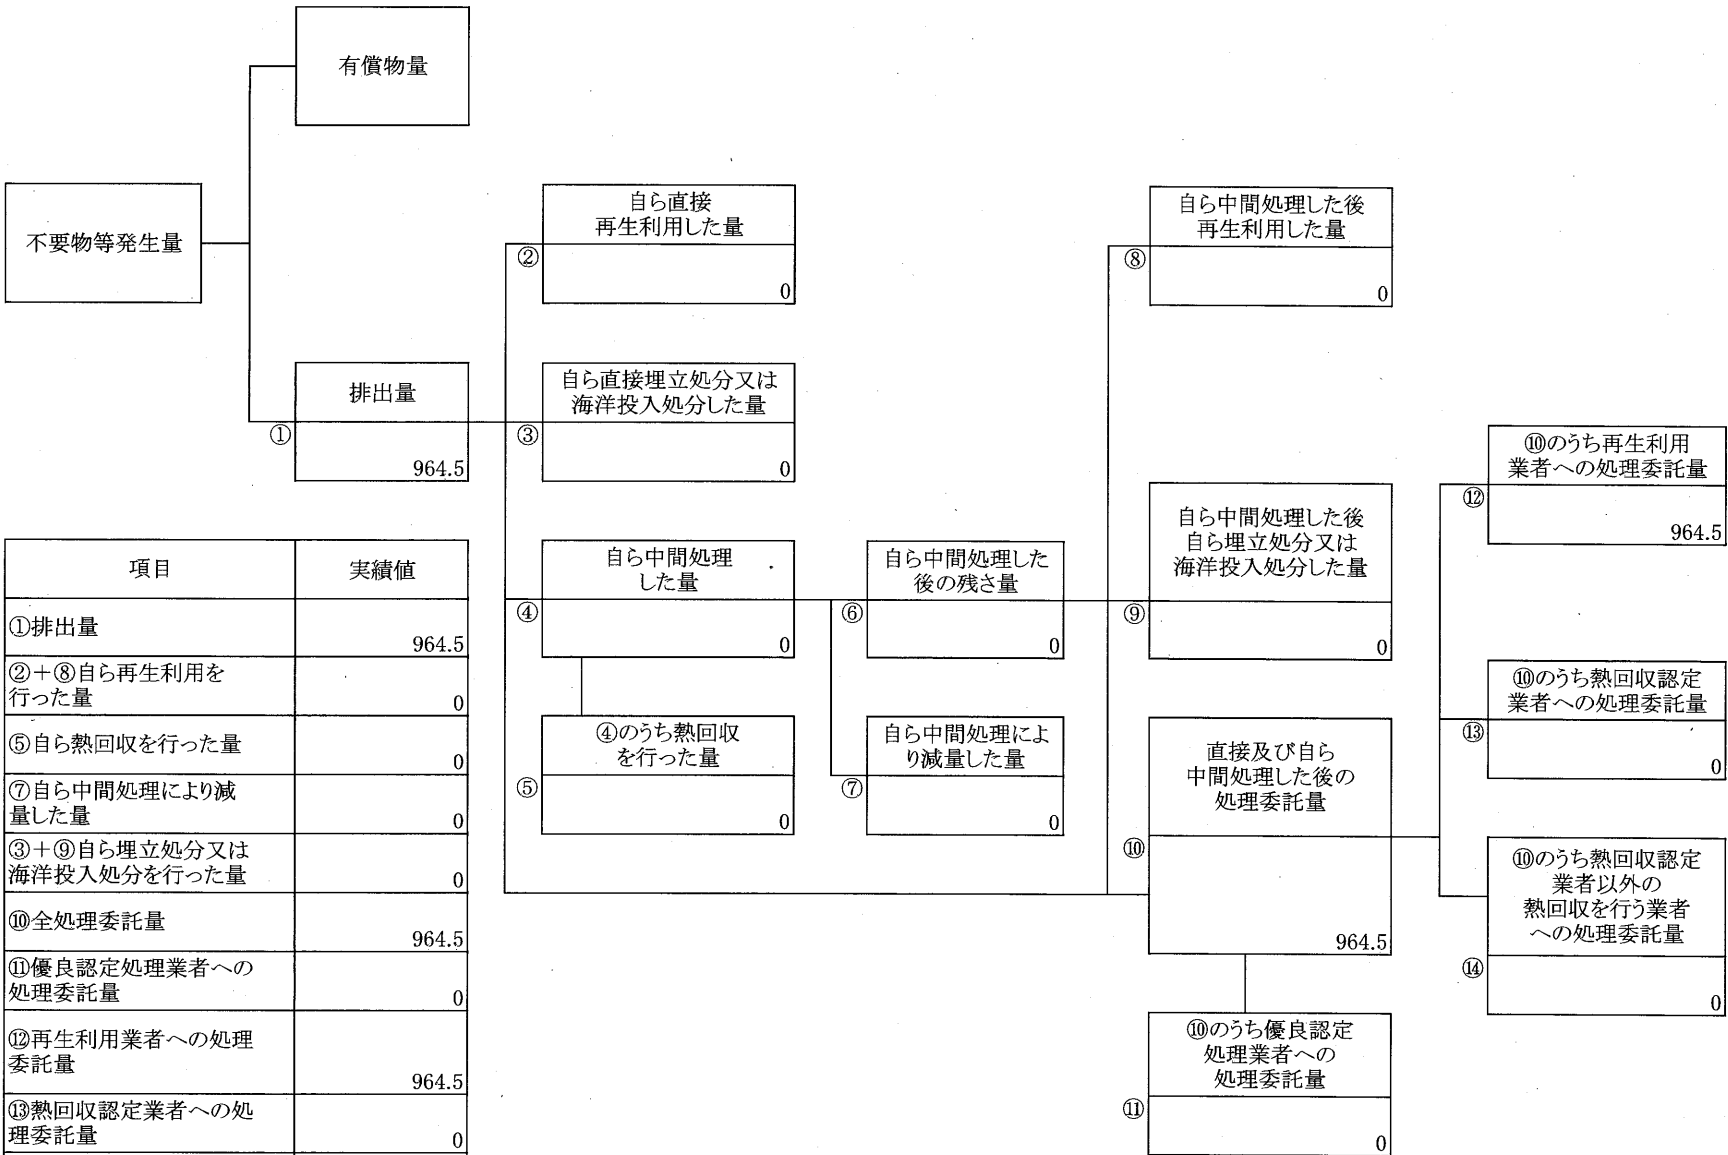 有償物量
不要物等発生量
排出量
①
964.5
自ら直接
再生利用した量
②
0
自ら直接埋立処分又は
海洋投入処分した量
③
0
自ら中間処理
した量
④
0
④のうち熱回収
を行った量
⑤
0
自ら中間処理した
後の残さ量
⑥
0
自ら中間処理によ
り減量した量
⑦
0
自ら中間処理した後
再生利用した量
⑧
0
自ら中間処理した後
自ら埋立処分又は
海洋投入処分した量
⑨
0
直接及び自ら
中間処理した後の
処理委託量
⑩
964.5
⑩のうち優良認定
処理業者への
処理委託量
⑪
0
⑩のうち再生利用
業者への処理委託量
⑫
964.5
⑩のうち熱回収認定
業者への処理委託量
⑬
0
⑩のうち熱回収認定
業者以外の
熱回収を行う業者
への処理委託量
⑭
0
項目 実績値
①排出量
964.5
②+⑧自ら再生利用を
行った量
0
⑤自ら熱回収を行った量
0
⑦自ら中間処理により減
量した量
0
③+⑨自ら埋立処分又は
海洋投入処分を行った量
0
⑩全処理委託量
964.5
⑪優良認定処理業者への
処理委託量
0
⑫再生利用業者への処理
委託量
964.5
⑬熱回収認定業者への処
理委託量
0